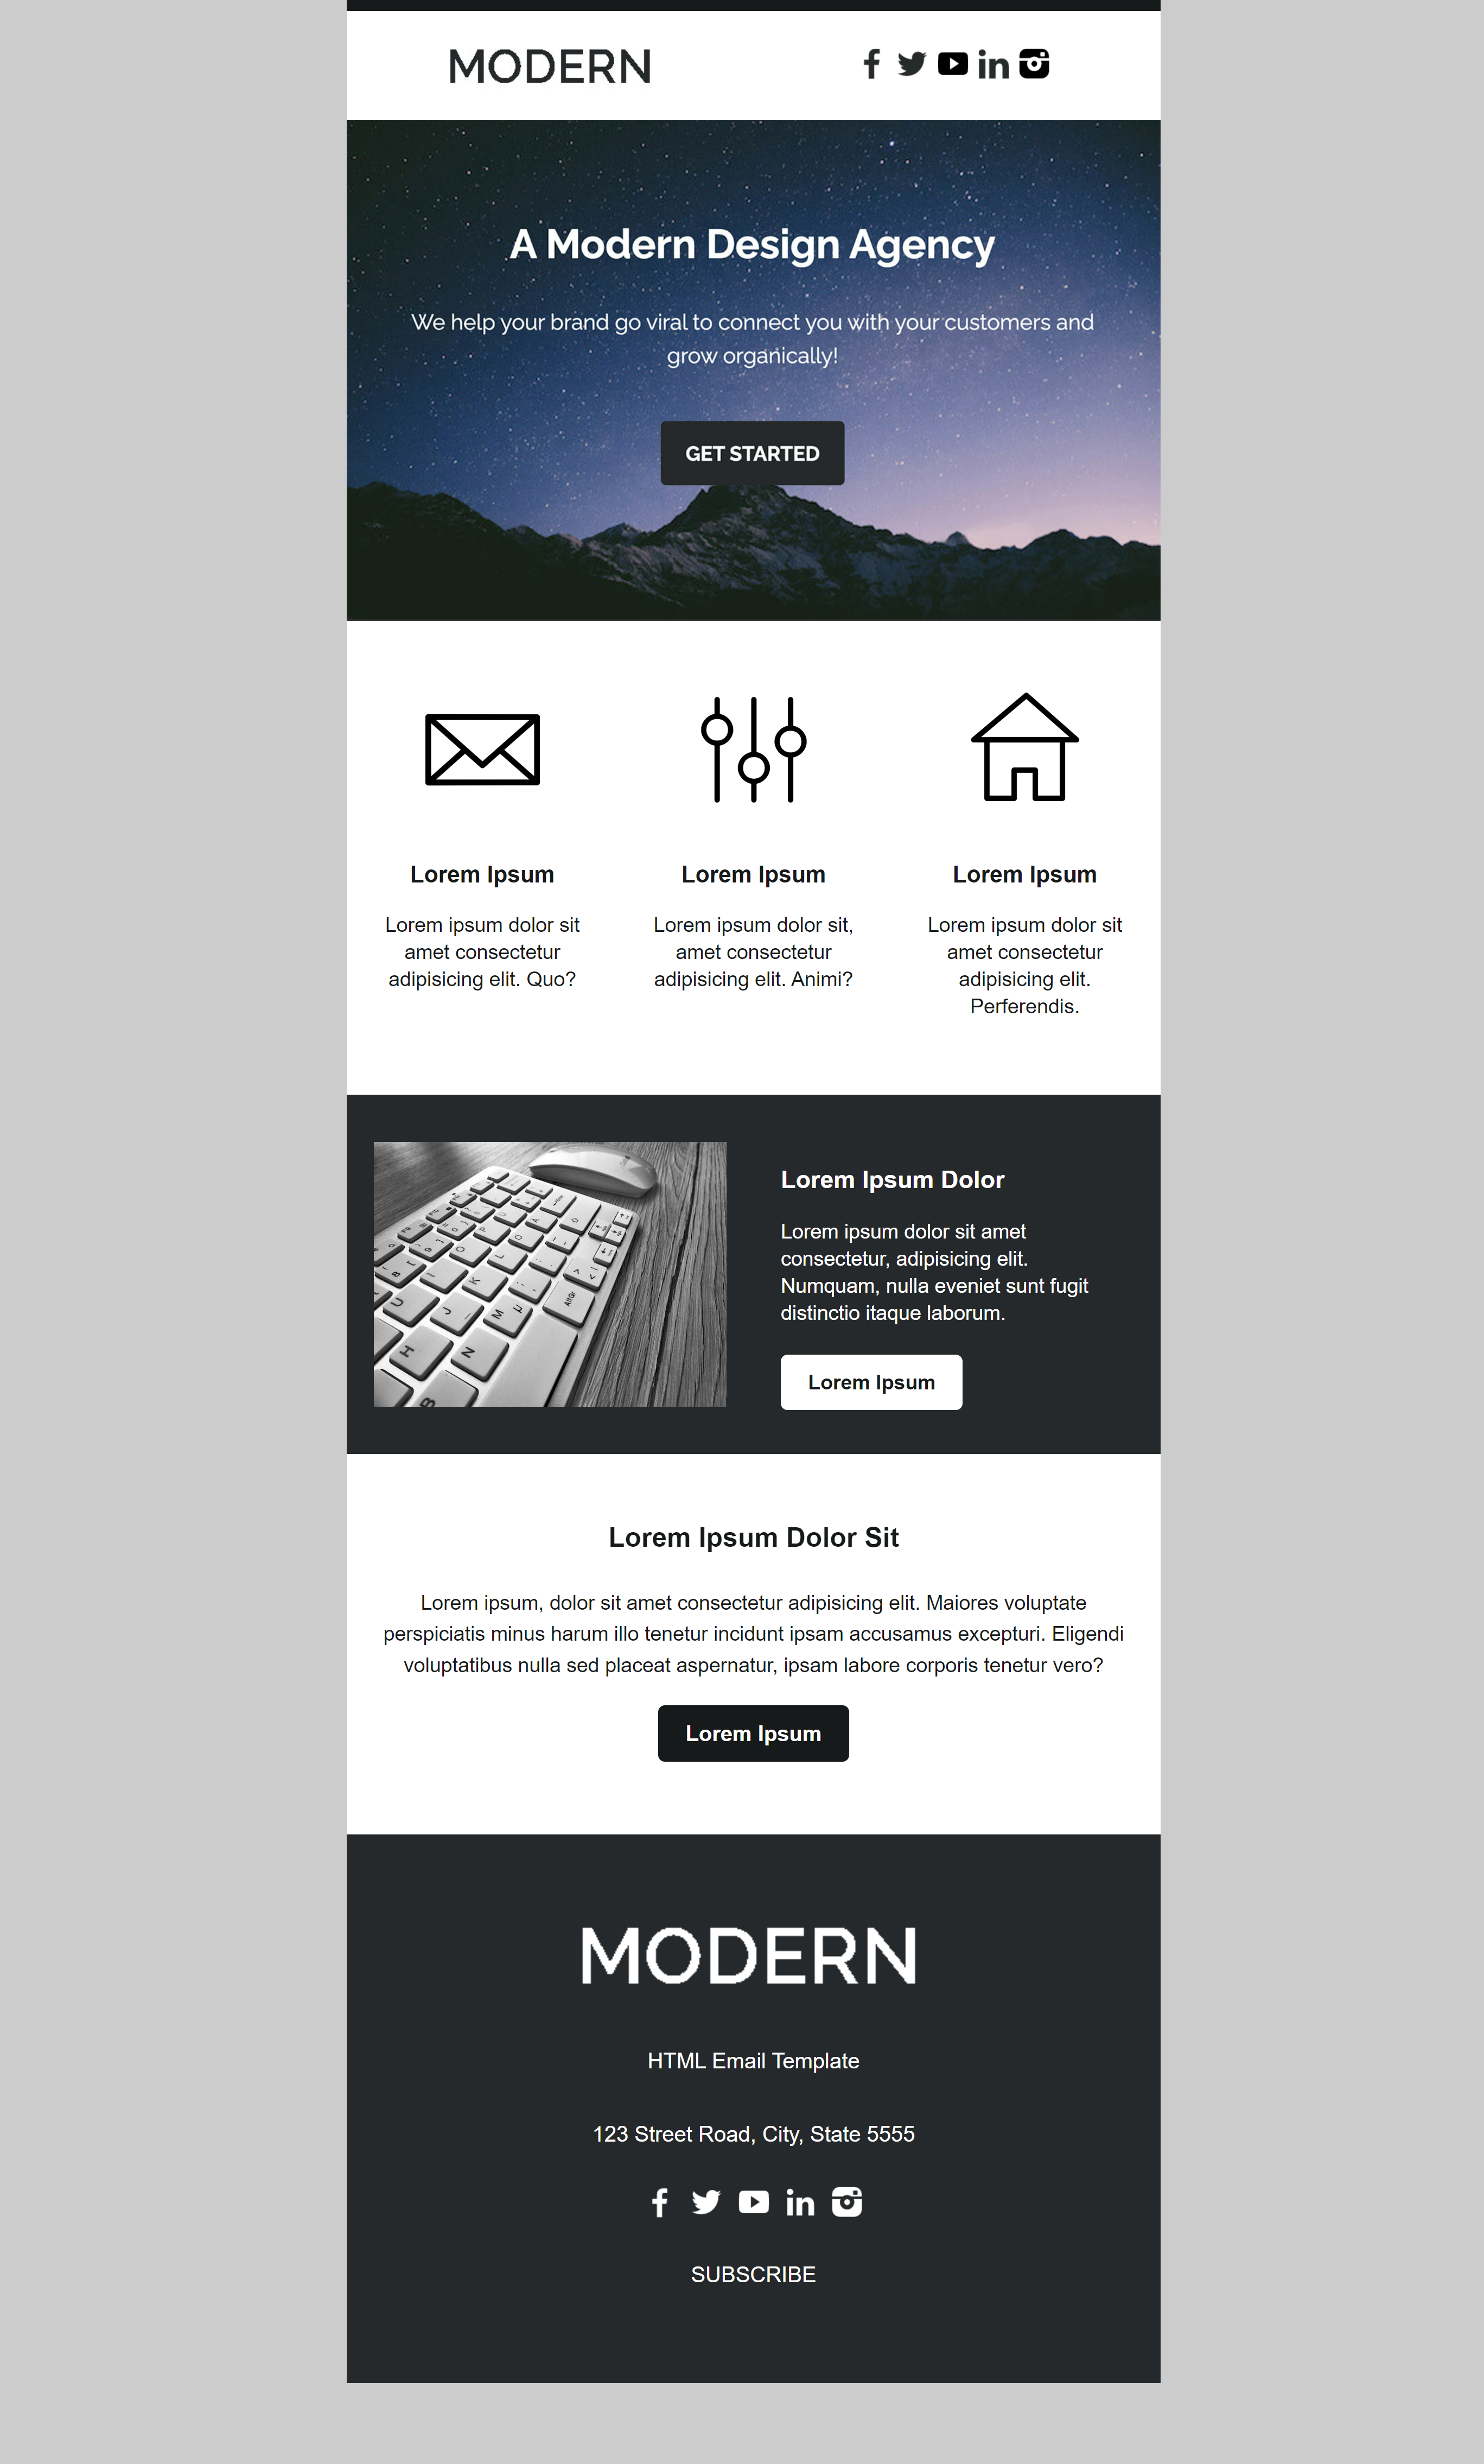 MODERN
A Modern Design Agency
We help your brand go viral to connect you with your customers and
grow organically!
GET STARTED
Lorem Ipsum
Lorem ipsum dolor sit
amet consectetur
adipisicing elit. Quo?
Lorem Ipsum
Lorem ipsum dolor sit,
amet consectetur
adipisicing elit. Animi?
Lorem Ipsum
Lorem ipsum dolor sit
amet consectetur
adipisicing elit.
Perferendis.
Lorem Ipsum Dolor
Lorem ipsum dolor sit amet
consectetur, adipisicing elit.
Numquam, nulla eveniet sunt fugit
distinctio itaque laborum.
Lorem Ipsum
Lorem Ipsum Dolor Sit
Lorem ipsum, dolor sit amet consectetur adipisicing elit. Maiores voluptate
perspiciatis minus harum illo tenetur incidunt ipsam accusamus excepturi. Eligendi
voluptatibus nulla sed placeat aspernatur, ipsam labore corporis tenetur vero?
Lorem Ipsum
MODERN
HTML Email Template
123 Street Road, City, State 5555
SUBSCRIBE